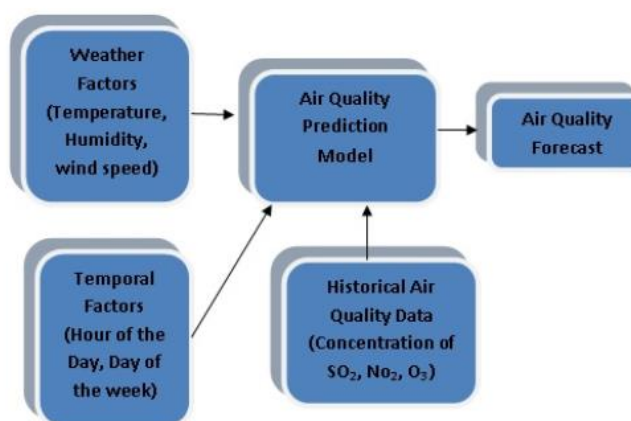 Weather
Factors
(Temperature,
Humidity,
wind speed)
Air Quality
Prediction
Model
Air Quality
Forecast
Temporal
Factors
(Hour of the
Day, Day of
the week)
Historical Air
Quality Data
(Concentration of
SO₂, No₂, O₃)